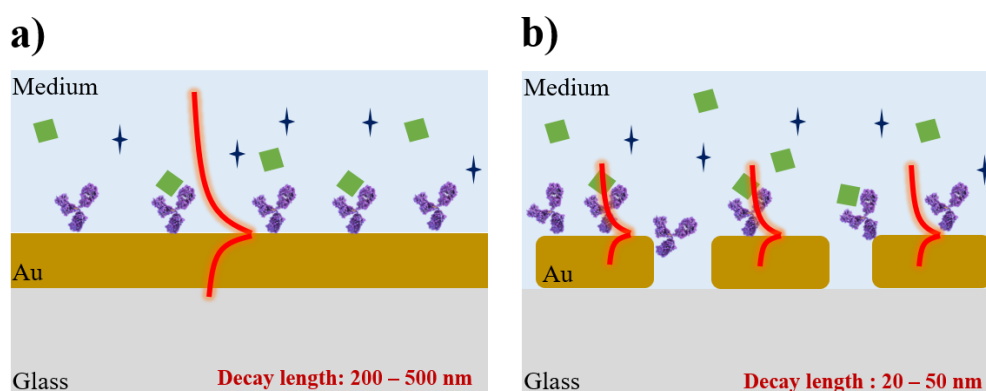 a)
Medium
Au
Glass
Decay length: 200 – 500 nm
b)
Medium
Au
Glass
Decay length : 20 – 50 nm